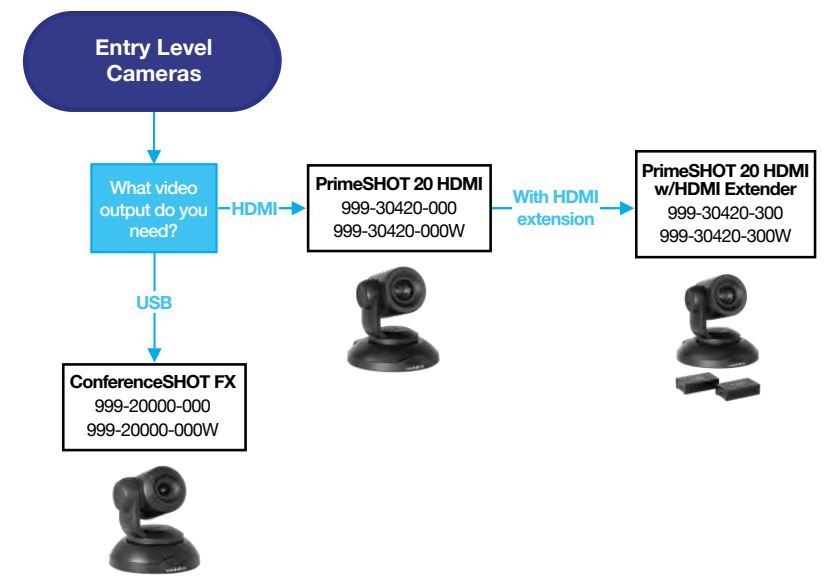 Entry Level
Cameras
What video
output do you
need?
HDMI
PrimeSHOT 20 HDMI
999-30420-000
999-30420-000W
With HDMI
extension
PrimeSHOT 20 HDMI
w/HDMI Extender
999-30420-300
999-30420-300W
USB
ConferenceSHOT FX
999-20000-000
999-20000-000W